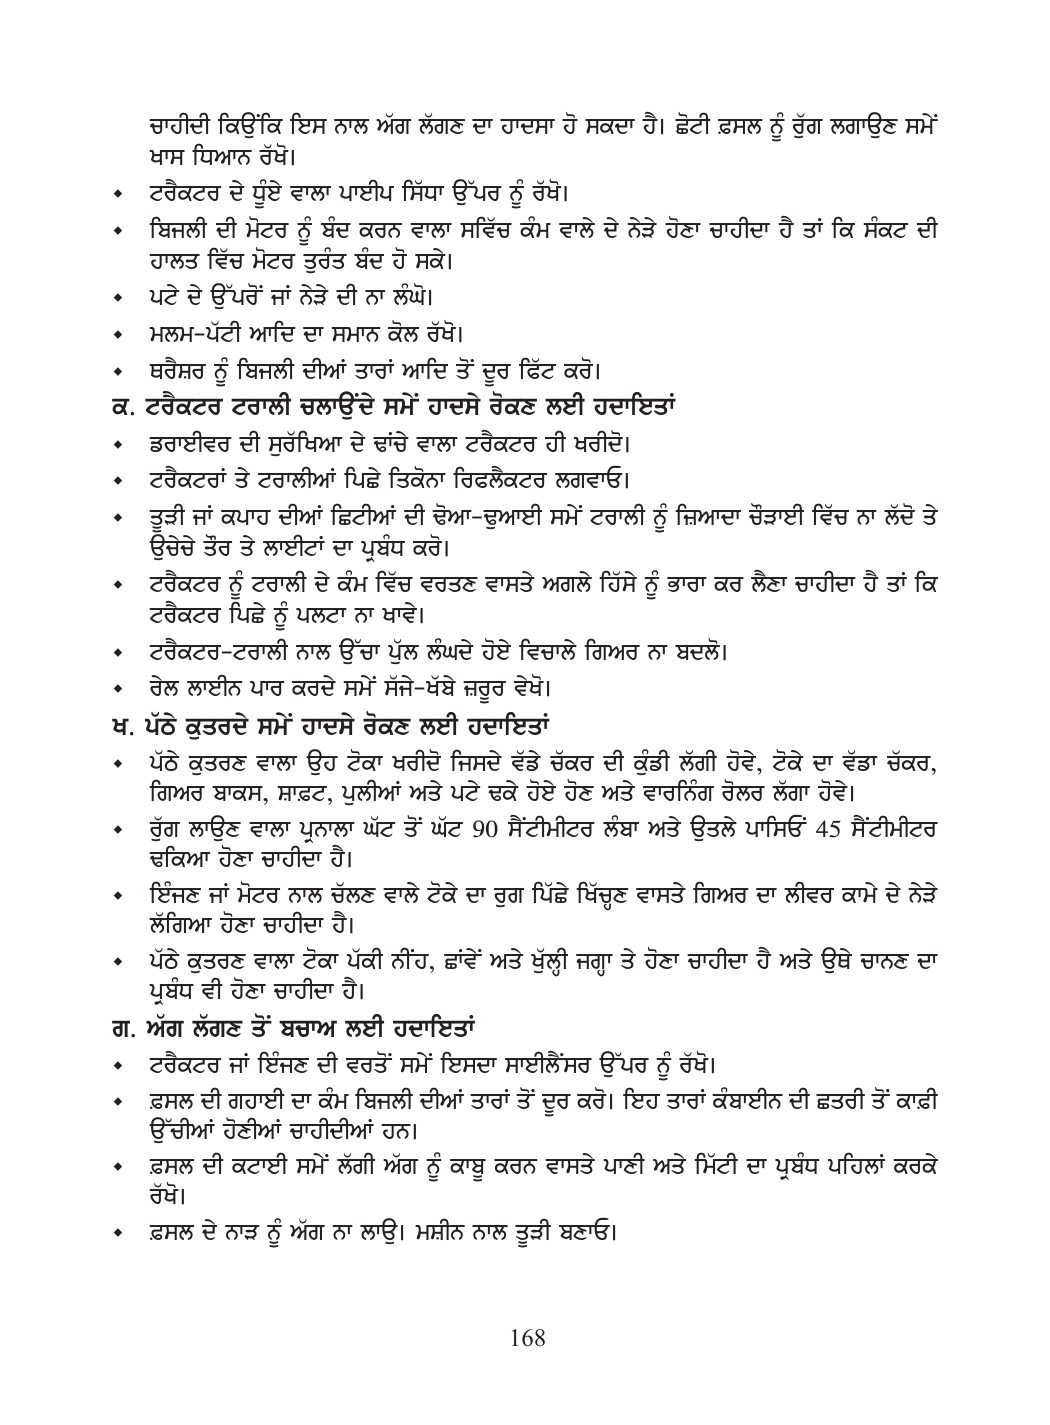 ਚਾਹੀਦੀ ਕਿਉਂਕਿ ਇਸ ਨਾਲ ਅੱਗ ਲੱਗਣ ਦਾ ਹਾਦਸਾ ਹੋ ਸਕਦਾ ਹੈ। ਛੋਟੀ ਫ਼ਸਲ ਨੂੰ ਰੁੱਗ ਲਗਾਉਣ ਸਮੇਂ
ਖਾਸ ਧਿਆਨ ਰੱਖੋ।
⬩ ਟਰੈਕਟਰ ਦੇ ਧੂੰਏ ਵਾਲਾ ਪਾਈਪ ਸਿੱਧਾ ਉੱਪਰ ਨੂੰ ਰੱਖੋ।
⬩ ਬਿਜਲੀ ਦੀ ਮੋਟਰ ਨੂੰ ਬੰਦ ਕਰਨ ਵਾਲਾ ਸਵਿੱਚ ਕੰਮ ਵਾਲੇ ਦੇ ਨੇੜੇ ਹੋਣਾ ਚਾਹੀਦਾ ਹੈ ਤਾਂ ਕਿ ਸੰਕਟ ਦੀ
ਹਾਲਤ ਵਿੱਚ ਮੋਟਰ ਤੁਰੰਤ ਬੰਦ ਹੋ ਸਕੇ।
⬩ ਪਟੇ ਦੇ ਉੱਪਰੋਂ ਜਾਂ ਨੇੜੇ ਦੀ ਨਾ ਲੰਘੋ।
⬩ ਮਲਮ-ਪੱਟੀ ਆਦਿ ਦਾ ਸਮਾਨ ਕੋਲ ਰੱਖੋ।
⬩ ਥਰੈਸ਼ਰ ਨੂੰ ਬਿਜਲੀ ਦੀਆਂ ਤਾਰਾਂ ਆਦਿ ਤੋਂ ਦੂਰ ਫਿੱਟ ਕਰੋ।
ਕ. ਟਰੈਕਟਰ ਟਰਾਲੀ ਚਲਾਉਂਦੇ ਸਮੇਂ ਹਾਦਸੇ ਰੋਕਣ ਲਈ ਹਦਾਇਤਾਂ
⬩ ਡਰਾਈਵਰ ਦੀ ਸੁਰੱਖਿਆ ਦੇ ਢਾਂਚੇ ਵਾਲਾ ਟਰੈਕਟਰ ਹੀ ਖਰੀਦੋ।
⬩ ਟਰੈਕਟਰਾਂ ਤੇ ਟਰਾਲੀਆਂ ਪਿਛੇ ਤਿਕੋਨਾ ਰਿਫਲੈਕਟਰ ਲਗਵਾਓ।
⬩ ਤੂੜੀ ਜਾਂ ਕਪਾਹ ਦੀਆਂ ਛਿਟੀਆਂ ਦੀ ਢੋਆ-ਢੁਆਈ ਸਮੇਂ ਟਰਾਲੀ ਨੂੰ ਜ਼ਿਆਦਾ ਚੌੜਾਈ ਵਿੱਚ ਨਾ ਲੱਦੋ ਤੇ
ਉਚੇਚੇ ਤੌਰ ਤੇ ਲਾਈਟਾਂ ਦਾ ਪ੍ਰਬੰਧ ਕਰੋ।
⬩ ਟਰੈਕਟਰ ਨੂੰ ਟਰਾਲੀ ਦੇ ਕੰਮ ਵਿੱਚ ਵਰਤਣ ਵਾਸਤੇ ਅਗਲੇ ਹਿੱਸੇ ਨੂੰ ਭਾਰਾ ਕਰ ਲੈਣਾ ਚਾਹੀਦਾ ਹੈ ਤਾਂ ਕਿ
ਟਰੈਕਟਰ ਪਿਛੇ ਨੂੰ ਪਲਟਾ ਨਾ ਖਾਵੇ।
⬩ ਟਰੈਕਟਰ-ਟਰਾਲੀ ਨਾਲ ਉੱਚਾ ਪੁੱਲ ਲੰਘਦੇ ਹੋਏ ਵਿਚਾਲੇ ਗਿਅਰ ਨਾ ਬਦਲੋ।
⬩ ਰੇਲ ਲਾਈਨ ਪਾਰ ਕਰਦੇ ਸਮੇਂ ਸੱਜੇ-ਖੱਬੇ ਜ਼ਰੂਰ ਵੇਖੋ।
ਖ. ਪੱਠੇ ਕੁਤਰਦੇ ਸਮੇਂ ਹਾਦਸੇ ਰੋਕਣ ਲਈ ਹਦਾਇਤਾਂ
⬩ ਪੱਠੇ ਕੁਤਰਣ ਵਾਲਾ ਉਹ ਟੋਕਾ ਖਰੀਦੋ ਜਿਸਦੇ ਵੱਡੇ ਚੱਕਰ ਦੀ ਕੁੰਡੀ ਲੱਗੀ ਹੋਵੇ, ਟੋਕੇ ਦਾ ਵੱਡਾ ਚੱਕਰ,
ਗਿਅਰ ਬਾਕਸ, ਸ਼ਾਫ਼ਟ, ਪੁਲੀਆਂ ਅਤੇ ਪਟੇ ਢਕੇ ਹੋਏ ਹੋਣ ਅਤੇ ਵਾਰਨਿੰਗ ਰੋਲਰ ਲੱਗਾ ਹੋਵੇ।
⬩ ਰੁੱਗ ਲਾਉਣ ਵਾਲਾ ਪ੍ਰਨਾਲਾ ਘੱਟ ਤੋਂ ਘੱਟ 90 ਸੈਂਟੀਮੀਟਰ ਲੰਬਾ ਅਤੇ ਉਤਲੇ ਪਾਸਿਓਂ 45 ਸੈਂਟੀਮੀਟਰ
ਢਕਿਆ ਹੋਣਾ ਚਾਹੀਦਾ ਹੈ।
⬩ ਇੰਜਣ ਜਾਂ ਮੋਟਰ ਨਾਲ ਚੱਲਣ ਵਾਲੇ ਟੋਕੇ ਦਾ ਰੁਗ ਪਿੱਛੇ ਖਿੱਚ੍ਹਣ ਵਾਸਤੇ ਗਿਅਰ ਦਾ ਲੀਵਰ ਕਾਮੇ ਦੇ ਨੇੜੇ
ਲੱਗਿਆ ਹੋਣਾ ਚਾਹੀਦਾ ਹੈ।
⬩ ਪੱਠੇ ਕੁਤਰਣ ਵਾਲਾ ਟੋਕਾ ਪੱਕੀ ਨੀਂਹ, ਛਾਂਵੇਂ ਅਤੇ ਖੁੱਲ੍ਹੀ ਜਗ੍ਹਾ ਤੇ ਹੋਣਾ ਚਾਹੀਦਾ ਹੈ ਅਤੇ ਉਥੇ ਚਾਨਣ ਦਾ
ਪ੍ਰਬੰਧ ਵੀ ਹੋਣਾ ਚਾਹੀਦਾ ਹੈ।
ਗ. ਅੱਗ ਲੱਗਣ ਤੋਂ ਬਚਾਅ ਲਈ ਹਦਾਇਤਾਂ
⬩ ਟਰੈਕਟਰ ਜਾਂ ਇੰਜਣ ਦੀ ਵਰਤੋਂ ਸਮੇਂ ਇਸਦਾ ਸਾਈਲੈਂਸਰ ਉੱਪਰ ਨੂੰ ਰੱਖੋ।
⬩ ਫ਼ਸਲ ਦੀ ਗਹਾਈ ਦਾ ਕੰਮ ਬਿਜਲੀ ਦੀਆਂ ਤਾਰਾਂ ਤੋਂ ਦੂਰ ਕਰੋ। ਇਹ ਤਾਰਾਂ ਕੰਬਾਈਨ ਦੀ ਛਤਰੀ ਤੋਂ ਕਾਫ਼ੀ
ਉੱਚੀਆਂ ਹੋਣੀਆਂ ਚਾਹੀਦੀਆਂ ਹਨ।
⬩ ਫ਼ਸਲ ਦੀ ਕਟਾਈ ਸਮੇਂ ਲੱਗੀ ਅੱਗ ਨੂੰ ਕਾਬੂ ਕਰਨ ਵਾਸਤੇ ਪਾਣੀ ਅਤੇ ਮਿੱਟੀ ਦਾ ਪ੍ਰਬੰਧ ਪਹਿਲਾਂ ਕਰਕੇ
ਰੱਖੋ।
⬩ ਫ਼ਸਲ ਦੇ ਨਾੜ ਨੂੰ ਅੱਗ ਨਾ ਲਾਉ। ਮਸ਼ੀਨ ਨਾਲ ਤੂੜੀ ਬਣਾਓ।
168